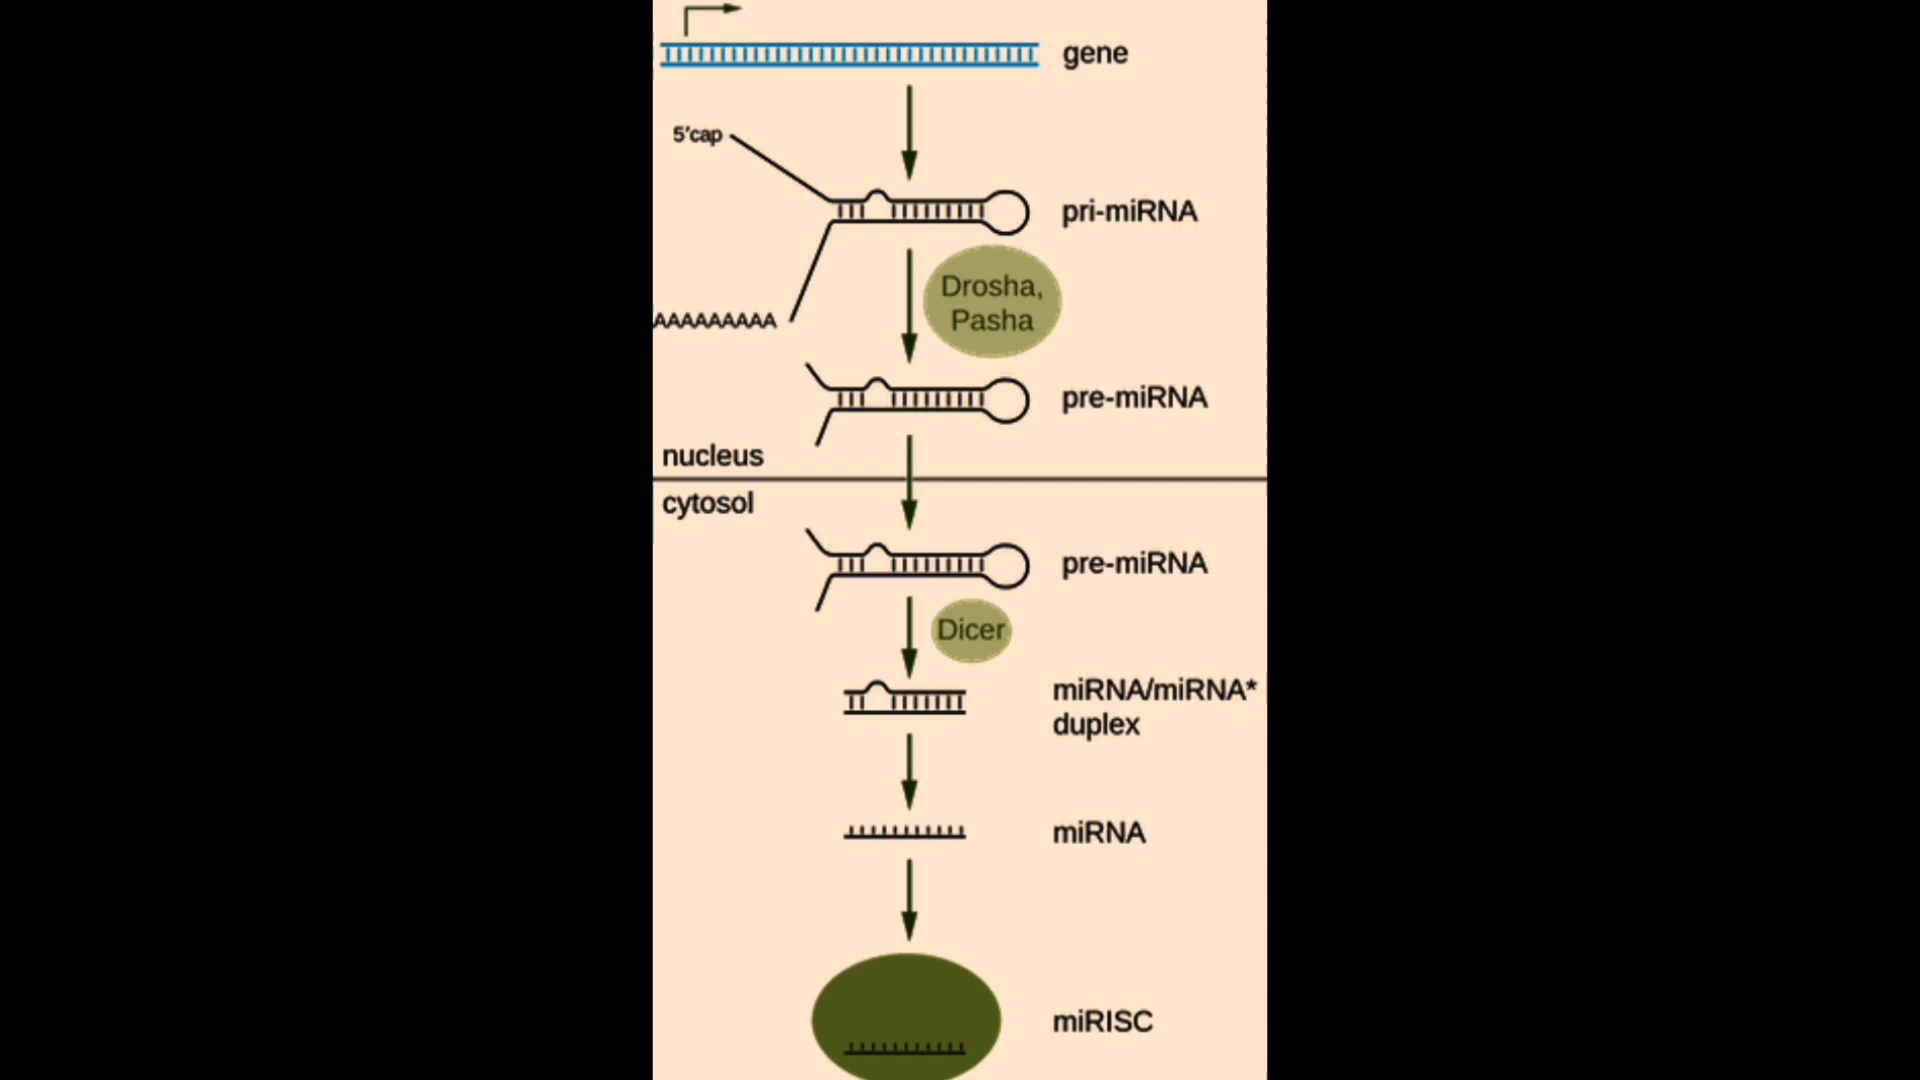 gene
5'cap
pri-miRNA
Drosha,
Pasha
AAAAAAAAA
pre-miRNA
nucleus
cytosol
pre-miRNA
Dicer
miRNA/miRNA*
duplex
miRNA
miRISC